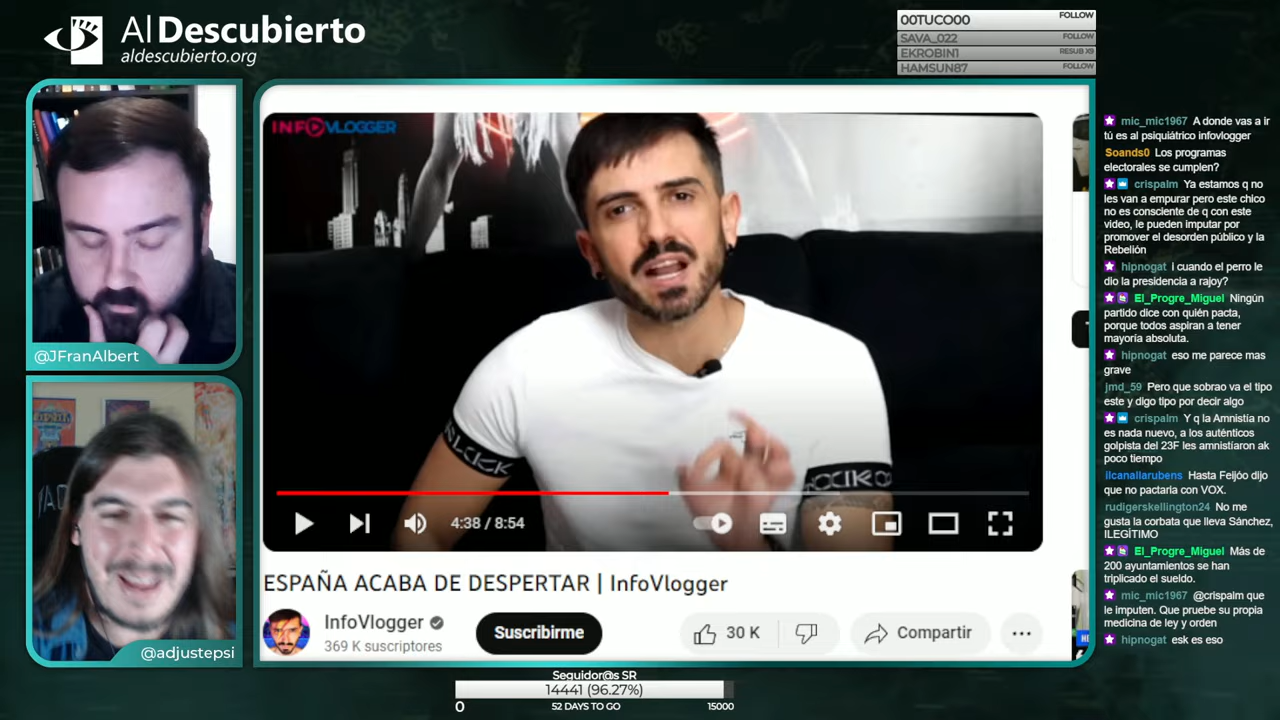 Al Descubierto
aldescubierto.org
00TUCO00 FOLLOW
SAVA_022 FOLLOW
EKROBIN1 RESUB X9
HAMSUN87 FOLLOW
@JFranAlbert
@adjustepsi
INFOVLOGGER
4:38 / 8:54
ESPAÑA ACABA DE DESPERTAR | InfoVlogger
InfoVlogger
369 K suscriptores
Suscribirme
30 K
Compartir
mic_mic1967 A donde vas a ir
tú es al psiquiátrico infovlogger
Soands0 Los programas
electorales se cumplen?
crispalm Ya estamos q no
les van a empurar pero este chico
no es consciente de q con este
video, le pueden imputar por
promover el desorden público y la
Rebelión
hipnogat i cuando el perro le
dio la presidencia a rajoy?
El_Progre_Miguel Ningún
partido dice con quién pacta,
porque todos aspiran a tener
mayoría absoluta.
hipnogat eso me parece mas
grave
jmd_59 Pero que sobrao va el tipo
este y digo tipo por decir algo
crispalm Y q la Amnistía no
es nada nuevo, a los auténticos
golpista del 23F les amnistíaron ak
poco tiempo
ilcanallarubens Hasta Feijóo dijo
que no pactaria con VOX.
rudigerskellington24 No me
gusta la corbata que lleva Sánchez,
ILEGÍTIMO
El_Progre_Miguel Más de
200 ayuntamientos se han
triplicado el sueldo.
mic_mic1967 @crispalm que
le imputen. Que pruebe su propia
medicina de ley y orden
hipnogat esk es eso
Seguidor@s SR
14441 (96.27%)
0 52 DAYS TO GO 15000